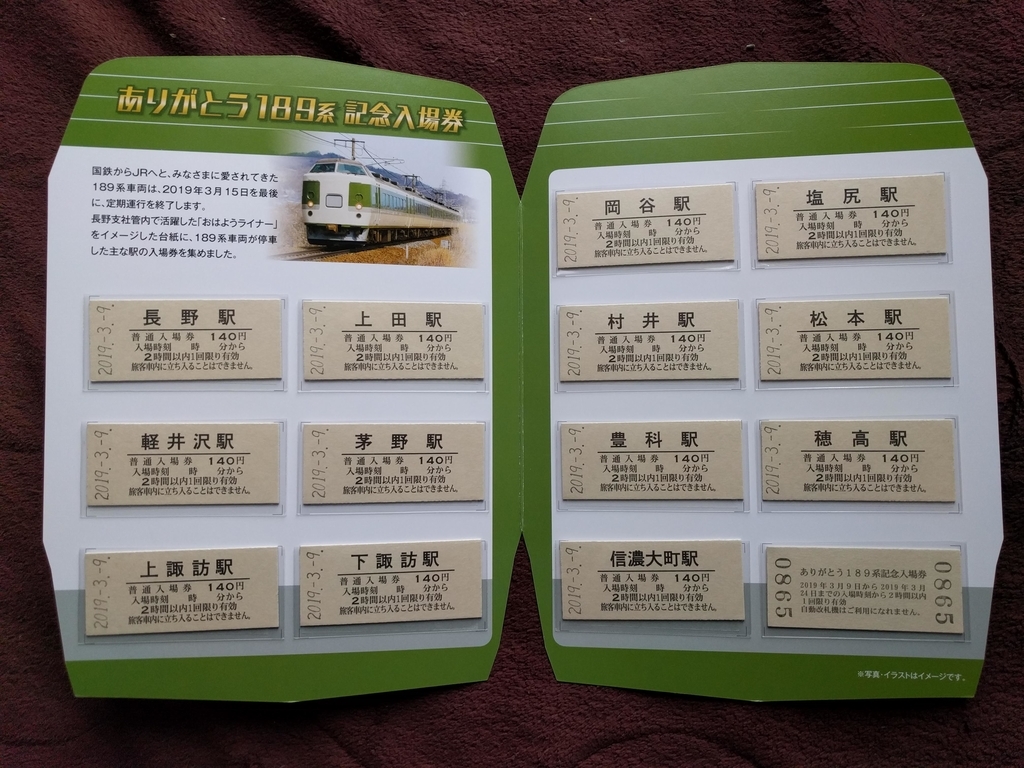 ありがとう189系 記念入場券
国鉄からJRへと、みなさまに愛されてきた
189系車両は、2019年3月15日を最後
に、定期運行を終了します。
長野支社管内で活躍した「おはようライナー」
をイメージした台紙に、189系車両が停車
した主な駅の入場券を集めました。
2019.-3.-9.
長野駅
普通入場券 140円
入場時刻 時 分から
2時間以内1回限り有効
旅客車内に立ち入ることはできません。
2019.-3.-9.
上田駅
普通入場券 140円
入場時刻 時 分から
2時間以内1回限り有効
旅客車内に立ち入ることはできません。
2019.-3.-9.
軽井沢駅
普通入場券 140円
入場時刻 時 分から
2時間以内1回限り有効
旅客車内に立ち入ることはできません。
2019.-3.-9.
茅野駅
普通入場券 140円
入場時刻 時 分から
2時間以内1回限り有効
旅客車内に立ち入ることはできません。
2019.-3.-9.
上諏訪駅
普通入場券 140円
入場時刻 時 分から
2時間以内1回限り有効
旅客車内に立ち入ることはできません。
2019.-3.-9.
下諏訪駅
普通入場券 140円
入場時刻 時 分から
2時間以内1回限り有効
旅客車内に立ち入ることはできません。
2019.-3.-9.
岡谷駅
普通入場券 140円
入場時刻 時 分から
2時間以内1回限り有効
旅客車内に立ち入ることはできません。
2019.-3.-9.
塩尻駅
普通入場券 140円
入場時刻 時 分から
2時間以内1回限り有効
旅客車内に立ち入ることはできません。
2019.-3.-9.
村井駅
普通入場券 140円
入場時刻 時 分から
2時間以内1回限り有効
旅客車内に立ち入ることはできません。
2019.-3.-9.
松本駅
普通入場券 140円
入場時刻 時 分から
2時間以内1回限り有効
旅客車内に立ち入ることはできません。
2019.-3.-9.
豊科駅
普通入場券 140円
入場時刻 時 分から
2時間以内1回限り有効
旅客車内に立ち入ることはできません。
2019.-3.-9.
穂高駅
普通入場券 140円
入場時刻 時 分から
2時間以内1回限り有効
旅客車内に立ち入ることはできません。
2019.-3.-9.
信濃大町駅
普通入場券 140円
入場時刻 時 分から
2時間以内1回限り有効
旅客車内に立ち入ることはできません。
0865
ありがとう189系記念入場券
2019年3月9日から2019年3月
24日までの入場時刻から2時間以内
1回限り有効
自動改札機はご利用になれません。
0865
※写真・イラストはイメージです。